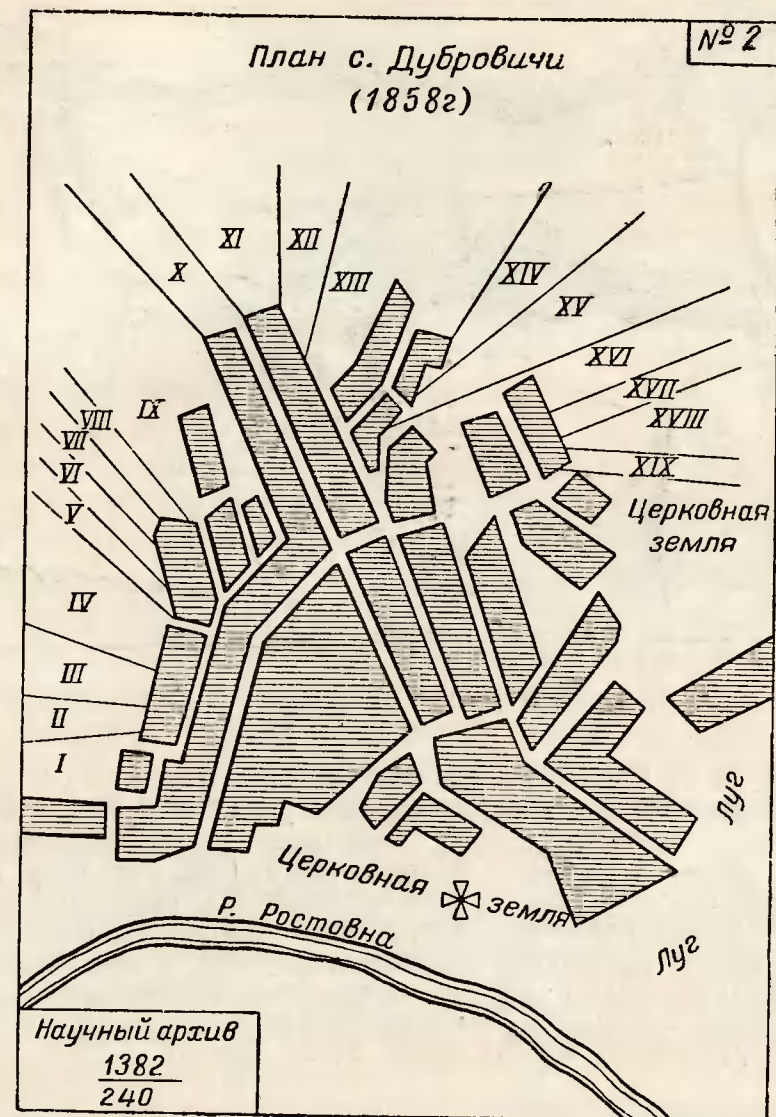 № 2
План с. Дубровичи
(1858г)
X
XI
XII
XIII
XIV
XV
XVI
XVII
XVIII
XIX
IX
VIII
VII
VI
V
IV
III
II
I
Церковная
земля
Луг
Церковная земля
Р. Ростовна
Луг
Научный архив
1382
240